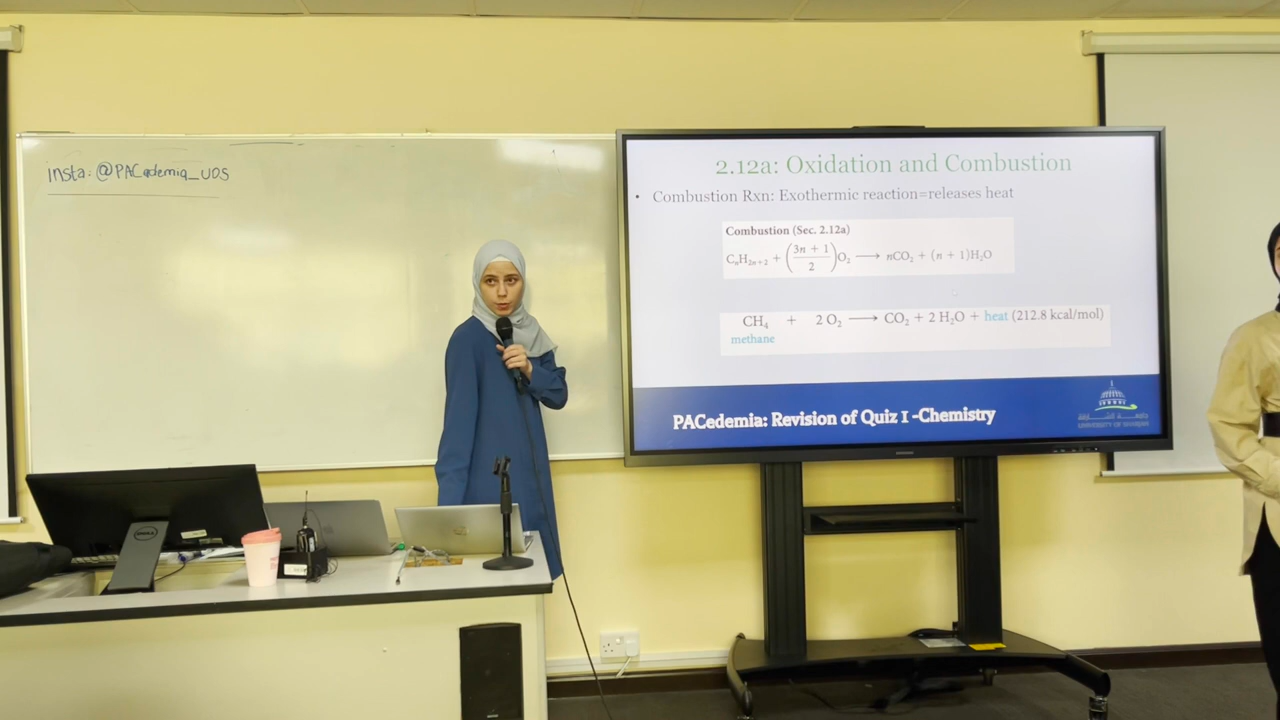 insta: @PACademia_UOS
2.12a: Oxidation and Combustion
• Combustion Rxn: Exothermic reaction=releases heat
Combustion (Sec. 2.12a)
CₙH₂ₙ₊₂ + (3n + 1/2)O₂ ⟶ nCO₂ + (n + 1)H₂O
CH₄ + 2 O₂ ⟶ CO₂ + 2 H₂O + heat (212.8 kcal/mol)
methane
PACedemia: Revision of Quiz I -Chemistry
UNIVERSITY OF SHARJAH
SAMSUNG
DELL